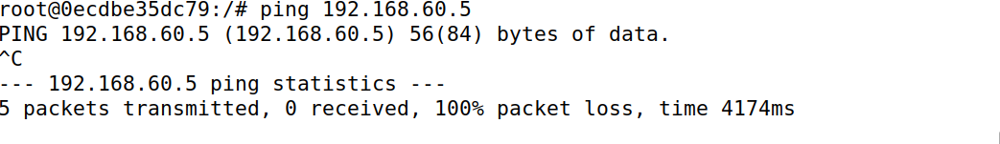 root@0ecdbe35dc79:/# ping 192.168.60.5
PING 192.168.60.5 (192.168.60.5) 56(84) bytes of data.
^C
--- 192.168.60.5 ping statistics ---
5 packets transmitted, 0 received, 100% packet loss, time 4174ms